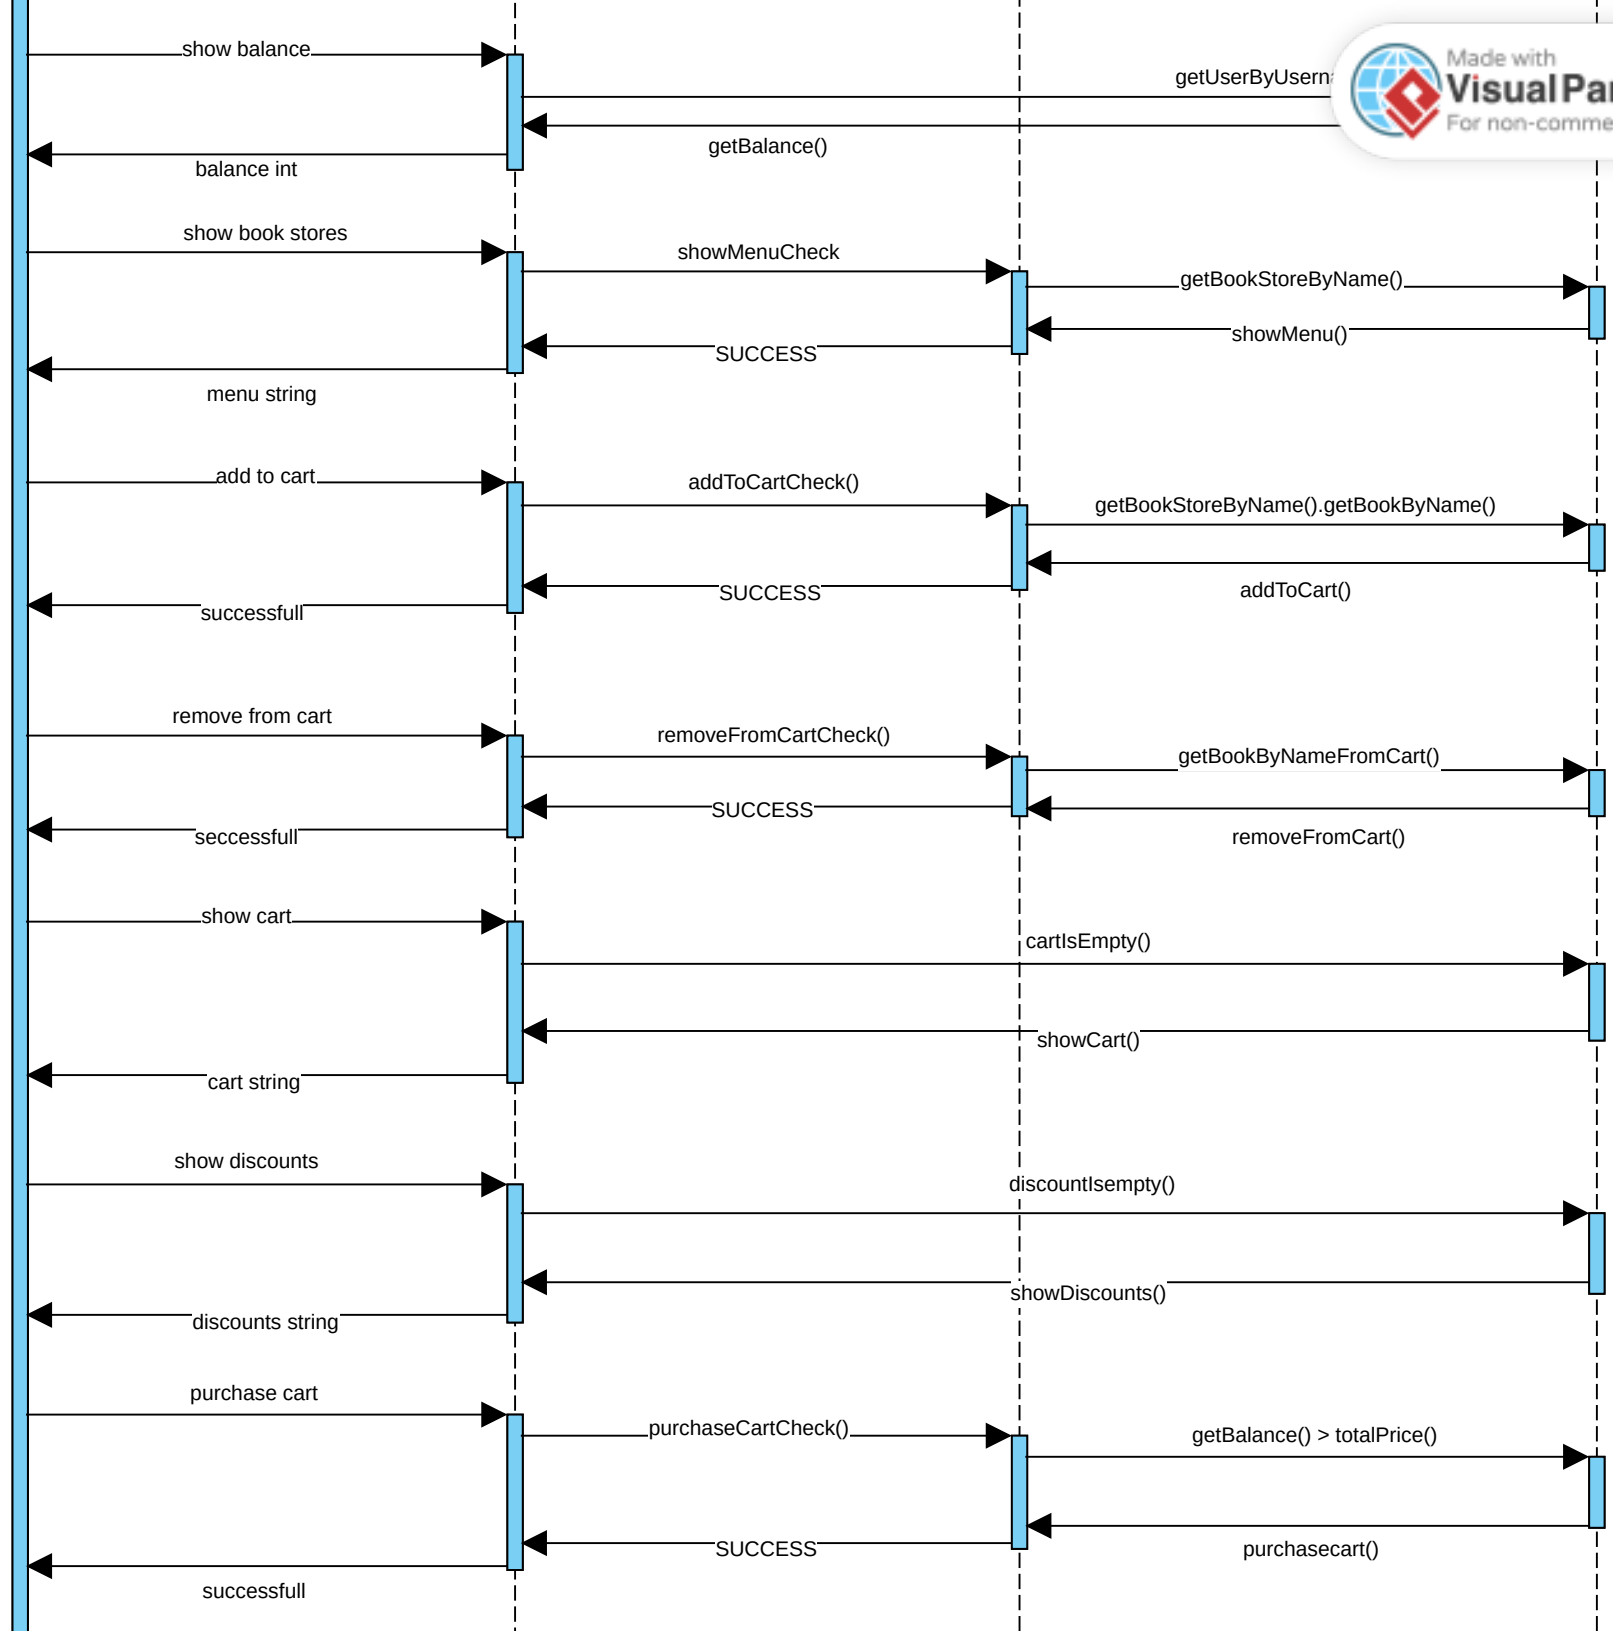 show balance
getUserByUserna
Made with
Visual Par
For non-comme
getBalance()
balance int
show book stores
showMenuCheck
getBookStoreByName()
showMenu()
SUCCESS
menu string
add to cart
addToCartCheck()
getBookStoreByName().getBookByName()
addToCart()
SUCCESS
successfull
remove from cart
removeFromCartCheck()
getBookByNameFromCart()
SUCCESS
removeFromCart()
seccessfull
show cart
cartIsEmpty()
showCart()
cart string
show discounts
discountIsempty()
showDiscounts()
discounts string
purchase cart
purchaseCartCheck()
getBalance() > totalPrice()
SUCCESS
purchasecart()
successfull